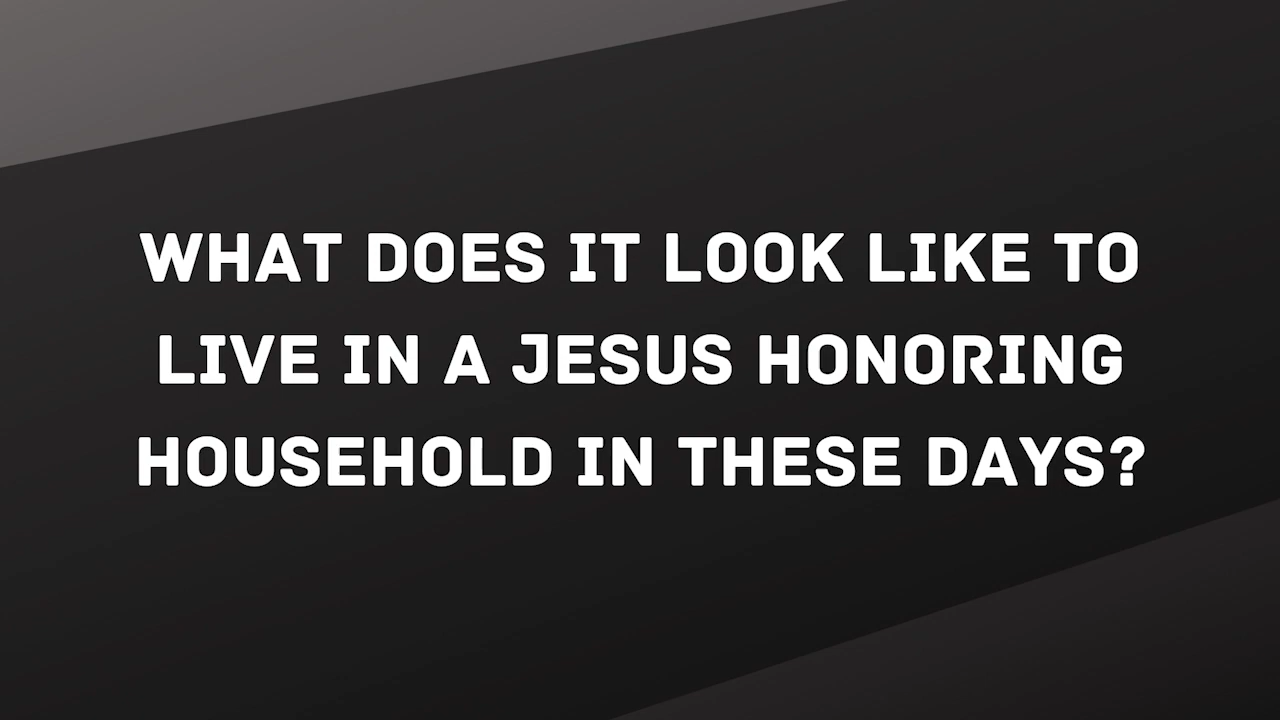 WHAT DOES IT LOOK LIKE TO
LIVE IN A JESUS HONORING
HOUSEHOLD IN THESE DAYS?